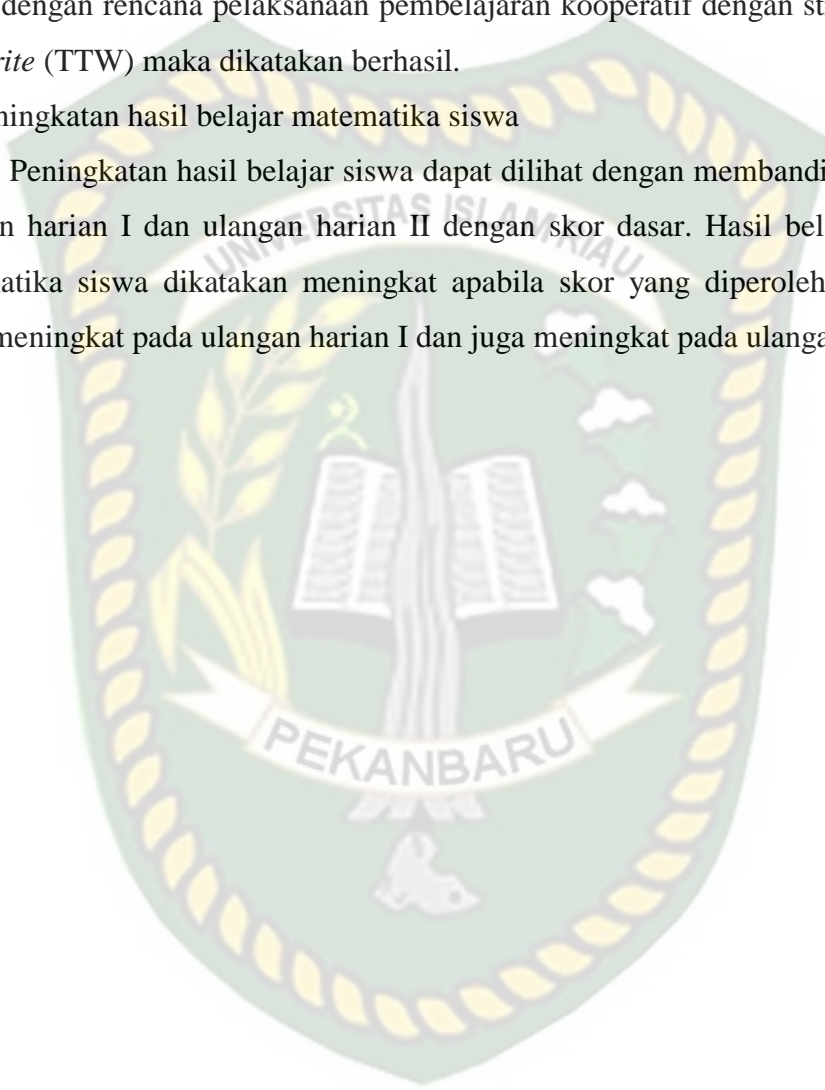 dengan rencana pelaksanaan pembelajaran kooperatif dengan st
rite (TTW) maka dikatakan berhasil.
ningkatan hasil belajar matematika siswa
Peningkatan hasil belajar siswa dapat dilihat dengan membandi
n harian I dan ulangan harian II dengan skor dasar. Hasil bel
atika siswa dikatakan meningkat apabila skor yang diperoleh
meningkat pada ulangan harian I dan juga meningkat pada ulanga
UNIVERSITAS ISLAM RIAU
PEKANBARU